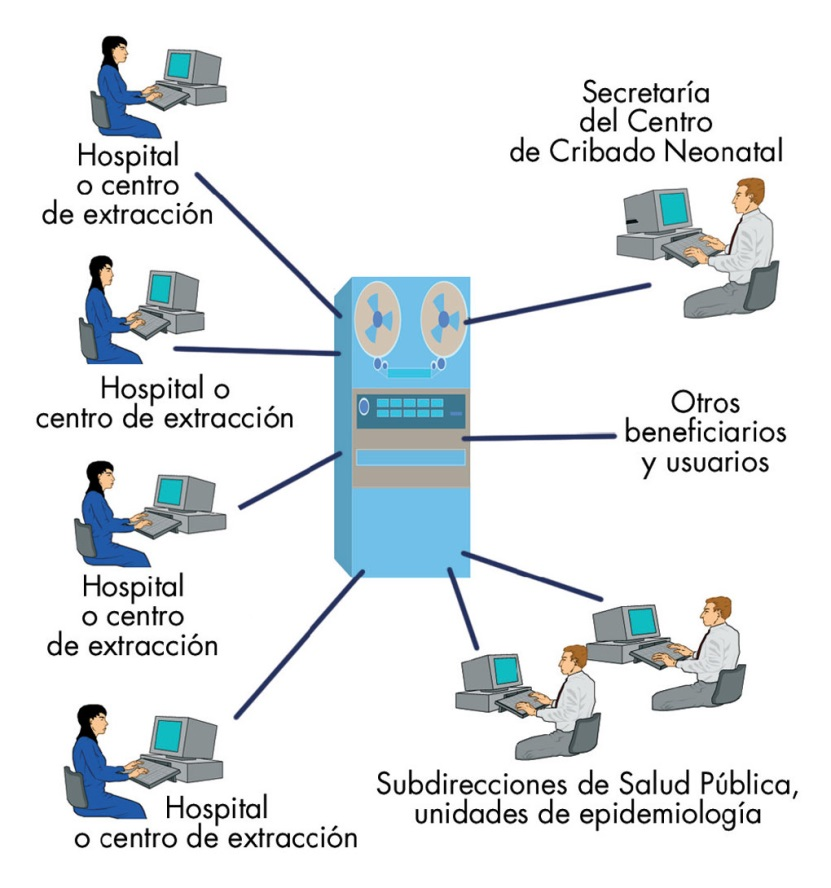 Hospital
o centro
de extracción
Secretaría
del Centro
de Cribado Neonatal
Hospital o
centro de extracción
Otros
beneficiarios
y usuarios
Hospital
o centro
de extracción
Hospital
o centro de extracción
Subdirecciones de Salud Pública,
unidades de epidemiología